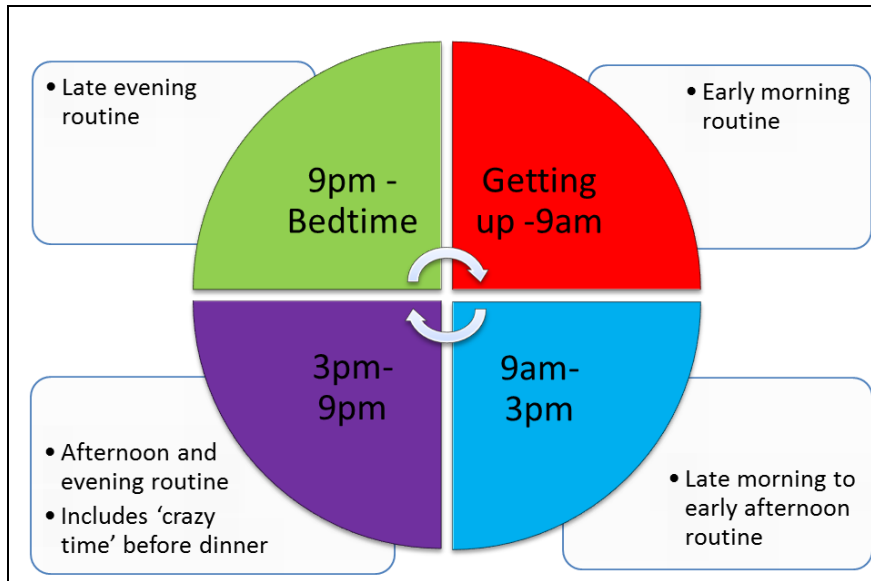 • Late evening
routine
9pm -
Bedtime
Getting
up -9am
• Early morning
routine
3pm-
9pm
9am-
3pm
• Afternoon and
evening routine
• Includes ‘crazy
time’ before dinner
• Late morning to
early afternoon
routine